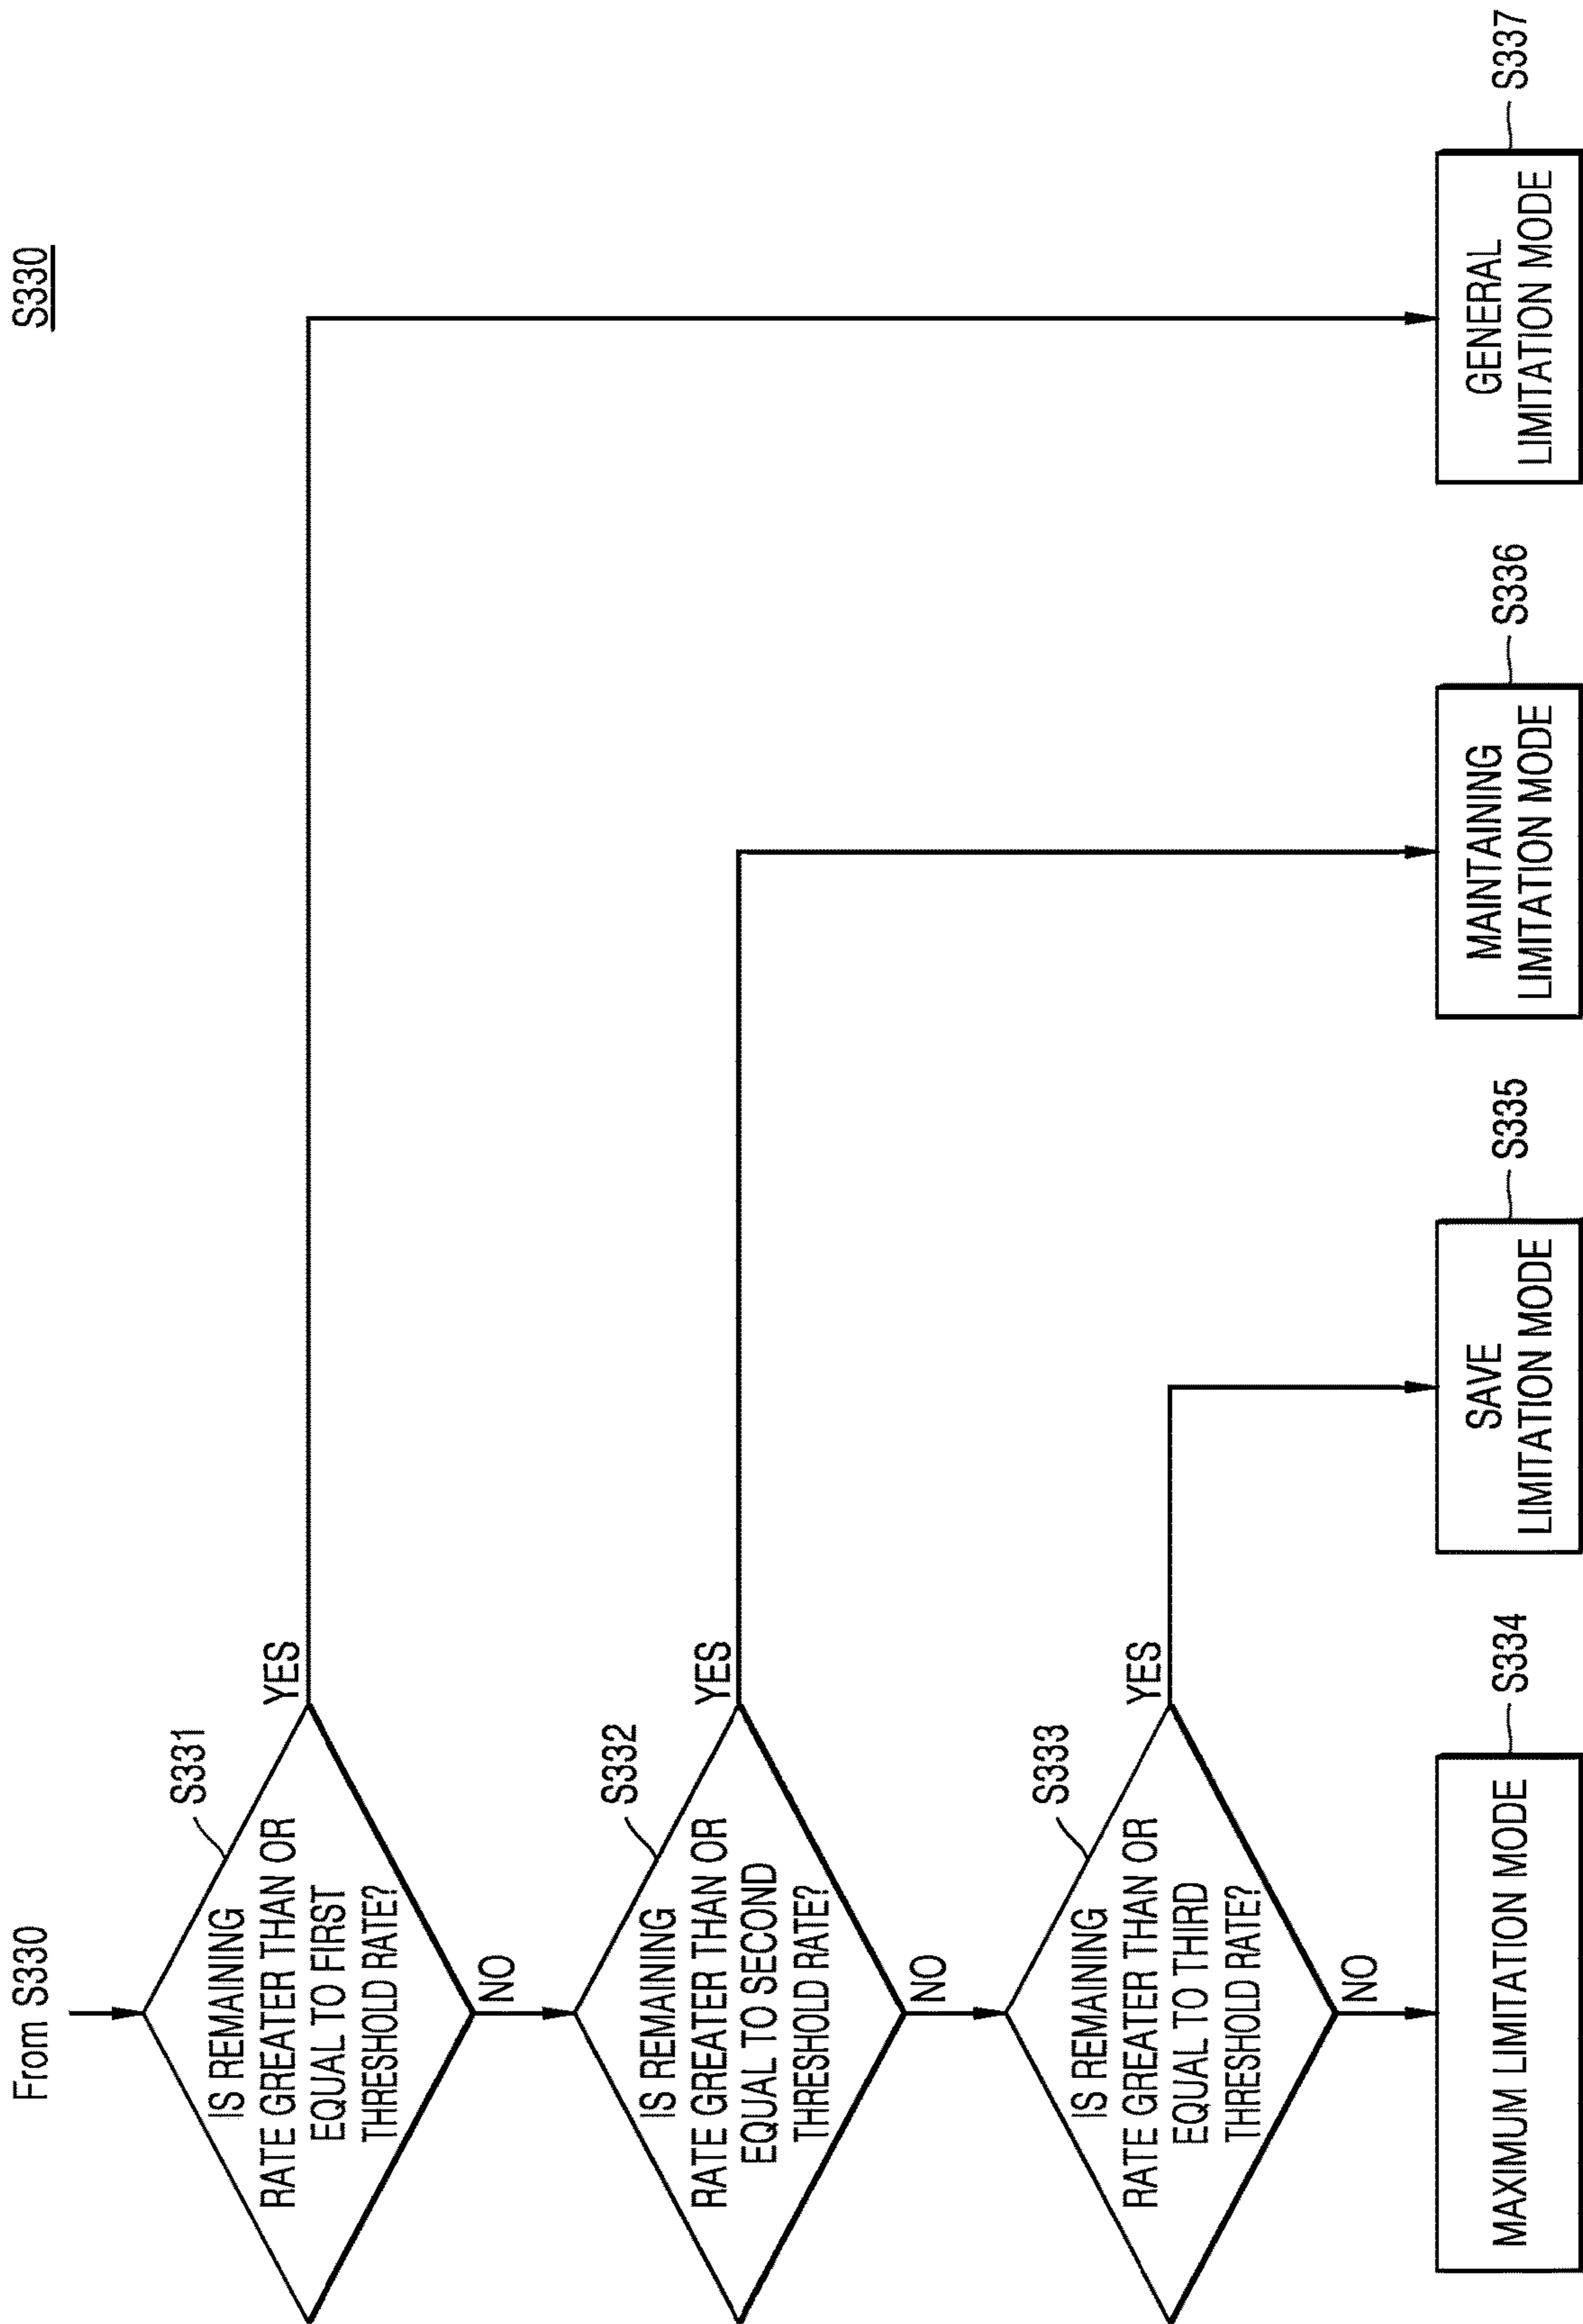 S330
From S330
S331
IS REMAINING
RATE GREATER THAN OR
EQUAL TO FIRST
THRESHOLD RATE?
YES
NO
S332
IS REMAINING
RATE GREATER THAN OR
EQUAL TO SECOND
THRESHOLD RATE?
YES
NO
S333
IS REMAINING
RATE GREATER THAN OR
EQUAL TO THIRD
THRESHOLD RATE?
YES
NO
S334
MAXIMUM LIMITATION MODE
S335
SAVE
LIMITATION MODE
S336
MAINTAINING
LIMITATION MODE
S337
GENERAL
LIMITATION MODE